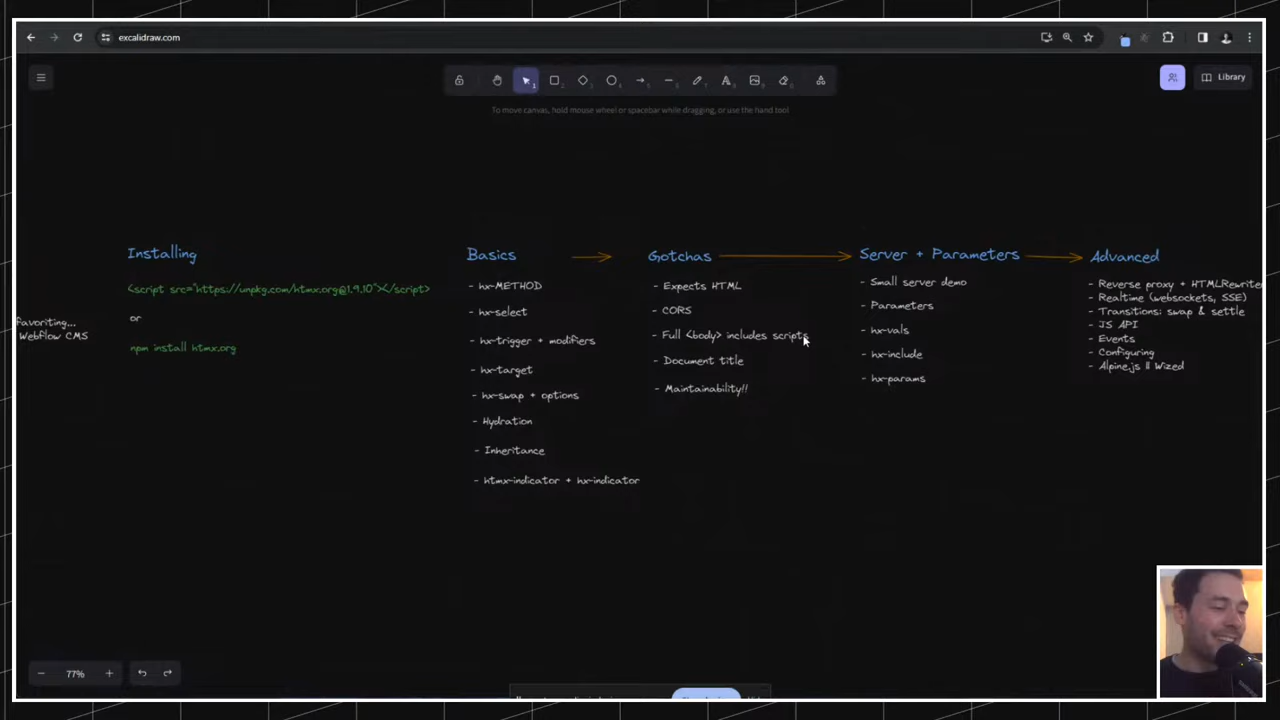 excalidraw.com
Library
To move canvas, hold mouse wheel or spacebar while dragging, or use the hand tool
favoriting...
Webflow CMS
Installing
<script src="https://unpkg.com/htmx.org@1.9.10"></script>
or
npm install htmx.org
Basics
- hx-METHOD
- hx-select
- hx-trigger + modifiers
- hx-target
- hx-swap + options
- Hydration
- Inheritance
- htmx-indicator + hx-indicator
Gotchas
- Expects HTML
- CORS
- Full <body> includes scripts
- Document title
- Maintainability!!
Server + Parameters
- Small server demo
- Parameters
- hx-vals
- hx-include
- hx-params
Advanced
- Reverse proxy + HTMLRewrite
- Realtime (websockets, SSE)
- Transitions: swap & settle
- JS API
- Events
- Configuring
- Alpine.js || Wized
77%